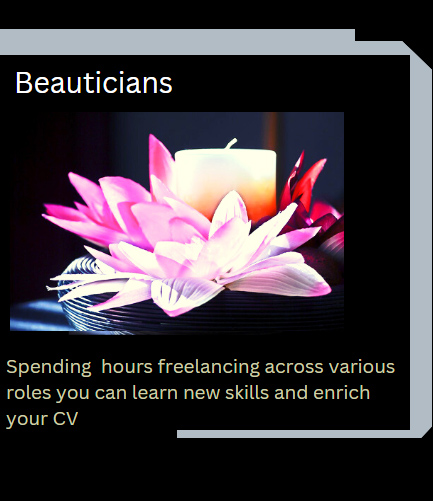 Beauticians
Spending  hours freelancing across various
roles you can learn new skills and enrich
your CV